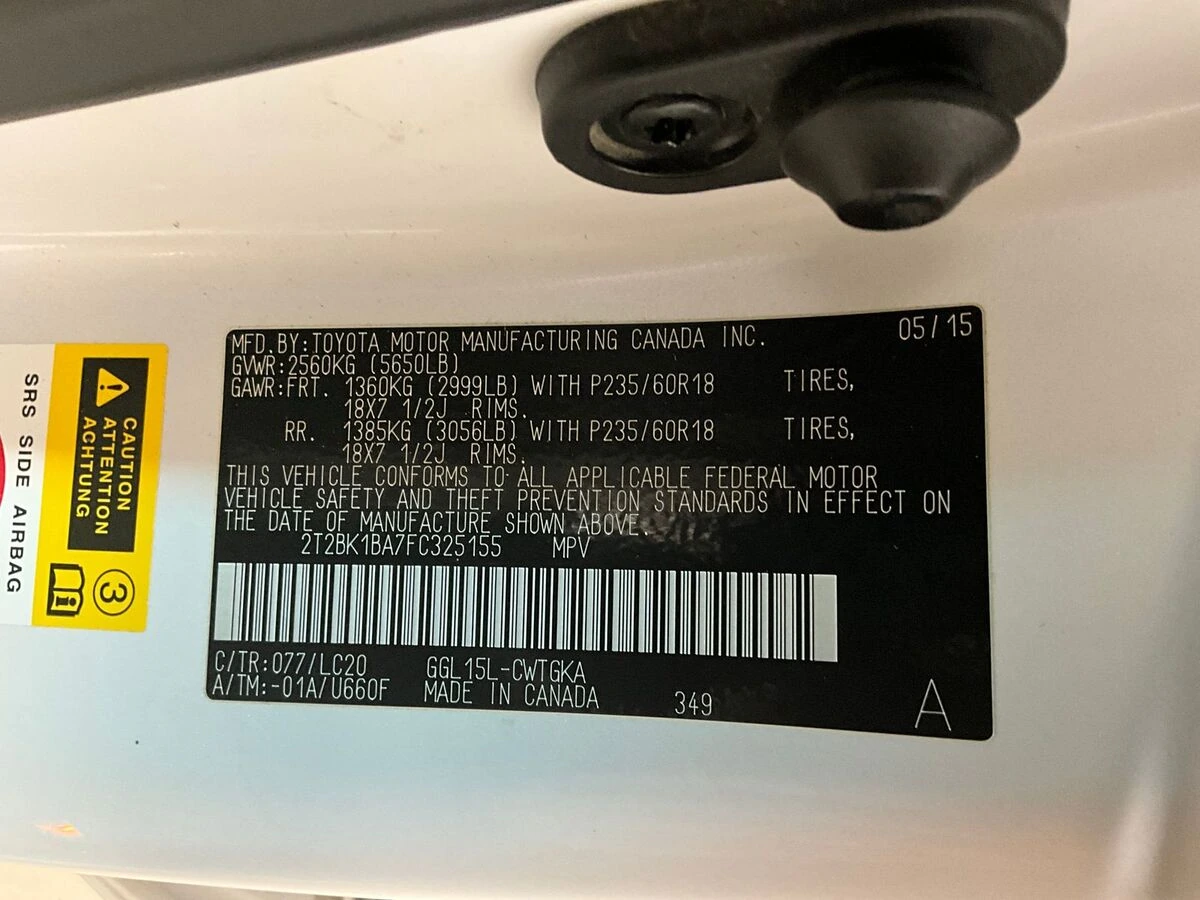 MFD.BY:TOYOTA MOTOR MANUFACTURING CANADA INC. 05/15
GVWR:2560KG (5650LB)
GAWR:FRT. 1360KG (2999LB) WITH P235/60R18 TIRES,
18X7 1/2J RIMS.
RR. 1385KG (3056LB) WITH P235/60R18 TIRES,
18X7 1/2J RIMS.
THIS VEHICLE CONFORMS TO ALL APPLICABLE FEDERAL MOTOR
VEHICLE SAFETY AND THEFT PREVENTION STANDARDS IN EFFECT ON
THE DATE OF MANUFACTURE SHOWN ABOVE.
2T2BK1BA7FC325155 MPV
C/TR:077/LC20 GGL15L-CWTGKA
A/TM:-01A/U660F MADE IN CANADA 349 A
CAUTION
ATTENTION
ACHTUNG
3
SRS SIDE AIRBAG